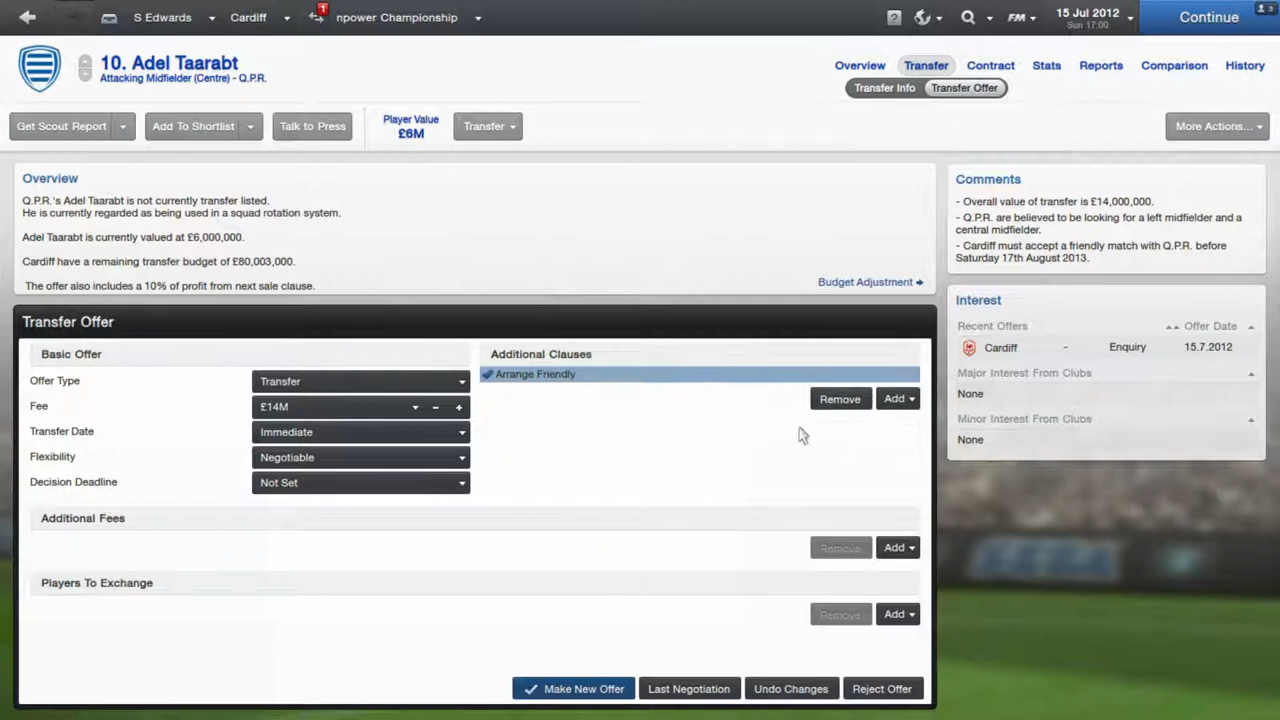 S Edwards
Cardiff
1
npower Championship
?
FM
15 Jul 2012
Sun 17:00
Continue
3
10. Adel Taarabt
Attacking Midfielder (Centre) - Q.P.R.
Overview
Transfer
Contract
Stats
Reports
Comparison
History
Transfer Info
Transfer Offer
Get Scout Report
Add To Shortlist
Talk to Press
Player Value
£6M
Transfer
More Actions...
Overview
Q.P.R.'s Adel Taarabt is not currently transfer listed.
He is currently regarded as being used in a squad rotation system.
Adel Taarabt is currently valued at £6,000,000.
Cardiff have a remaining transfer budget of £80,003,000.
The offer also includes a 10% of profit from next sale clause.
Budget Adjustment
Comments
- Overall value of transfer is £14,000,000.
- Q.P.R. are believed to be looking for a left midfielder and a
central midfielder.
- Cardiff must accept a friendly match with Q.P.R. before
Saturday 17th August 2013.
Interest
Recent Offers
Offer Date
Cardiff
-
Enquiry
15.7.2012
Major Interest From Clubs
None
Minor Interest From Clubs
None
Transfer Offer
Basic Offer
Offer Type
Transfer
Fee
£14M
- +
Transfer Date
Immediate
Flexibility
Negotiable
Decision Deadline
Not Set
Additional Clauses
Arrange Friendly
Remove
Add
Additional Fees
Remove
Add
Players To Exchange
Remove
Add
Make New Offer
Last Negotiation
Undo Changes
Reject Offer
SEGA